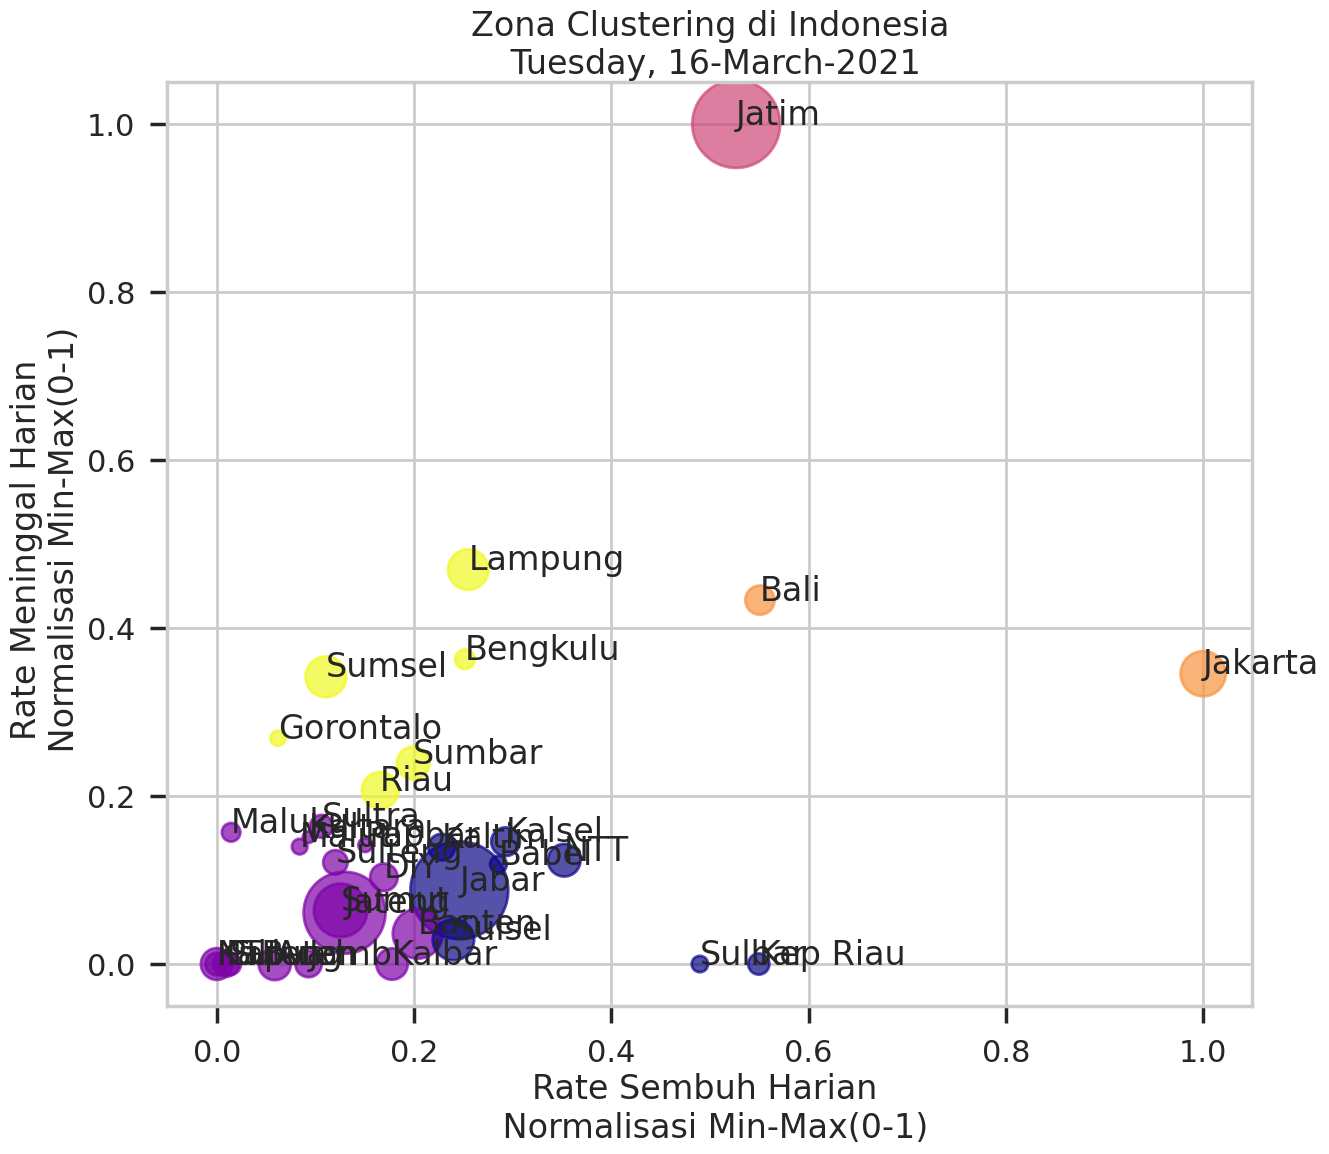 Zona Clustering di Indonesia
Tuesday, 16-March-2021
Rate Meninggal Harian
Normalisasi Min-Max(0-1)
1.0
0.8
0.6
0.4
0.2
0.0
Jatim
Lampung
Bali
Bengkulu
Sumsel
Jakarta
Gorontalo
Sumbar
Riau
Sultra
Kalsel
Babel
NTT
Sulteng
DIY
Jabar
Jateng
Banten
Sulsel
Kalbar
Sulbar
Kep Riau
0.0 0.2 0.4 0.6 0.8 1.0
Rate Sembuh Harian
Normalisasi Min-Max(0-1)